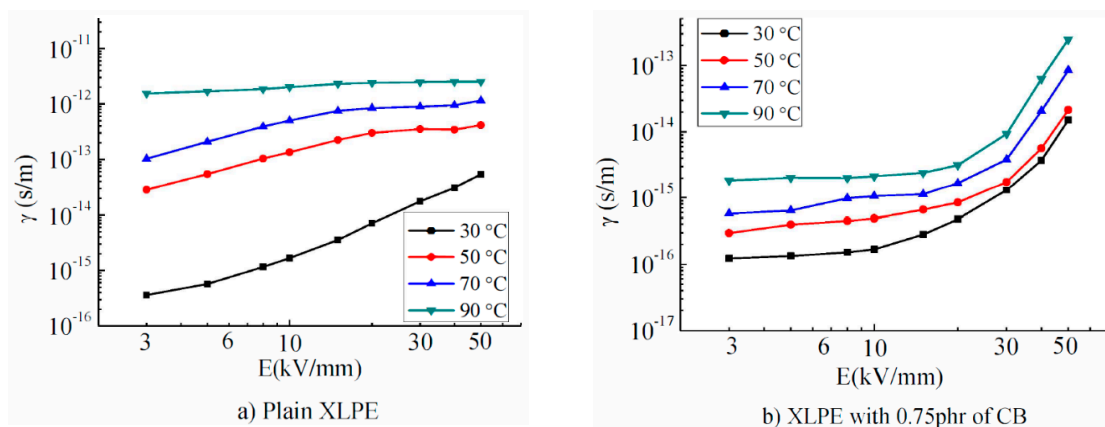 10⁻¹¹
10⁻¹²
10⁻¹³
10⁻¹⁴
10⁻¹⁵
10⁻¹⁶
γ (s/m)
30 °C
50 °C
70 °C
90 °C
3 6 10 30 50
E(kV/mm)
a) Plain XLPE
30 °C
50 °C
70 °C
90 °C
10⁻¹³
10⁻¹⁴
10⁻¹⁵
10⁻¹⁶
10⁻¹⁷
γ (s/m)
3 6 10 30 50
E(kV/mm)
b) XLPE with 0.75phr of CB